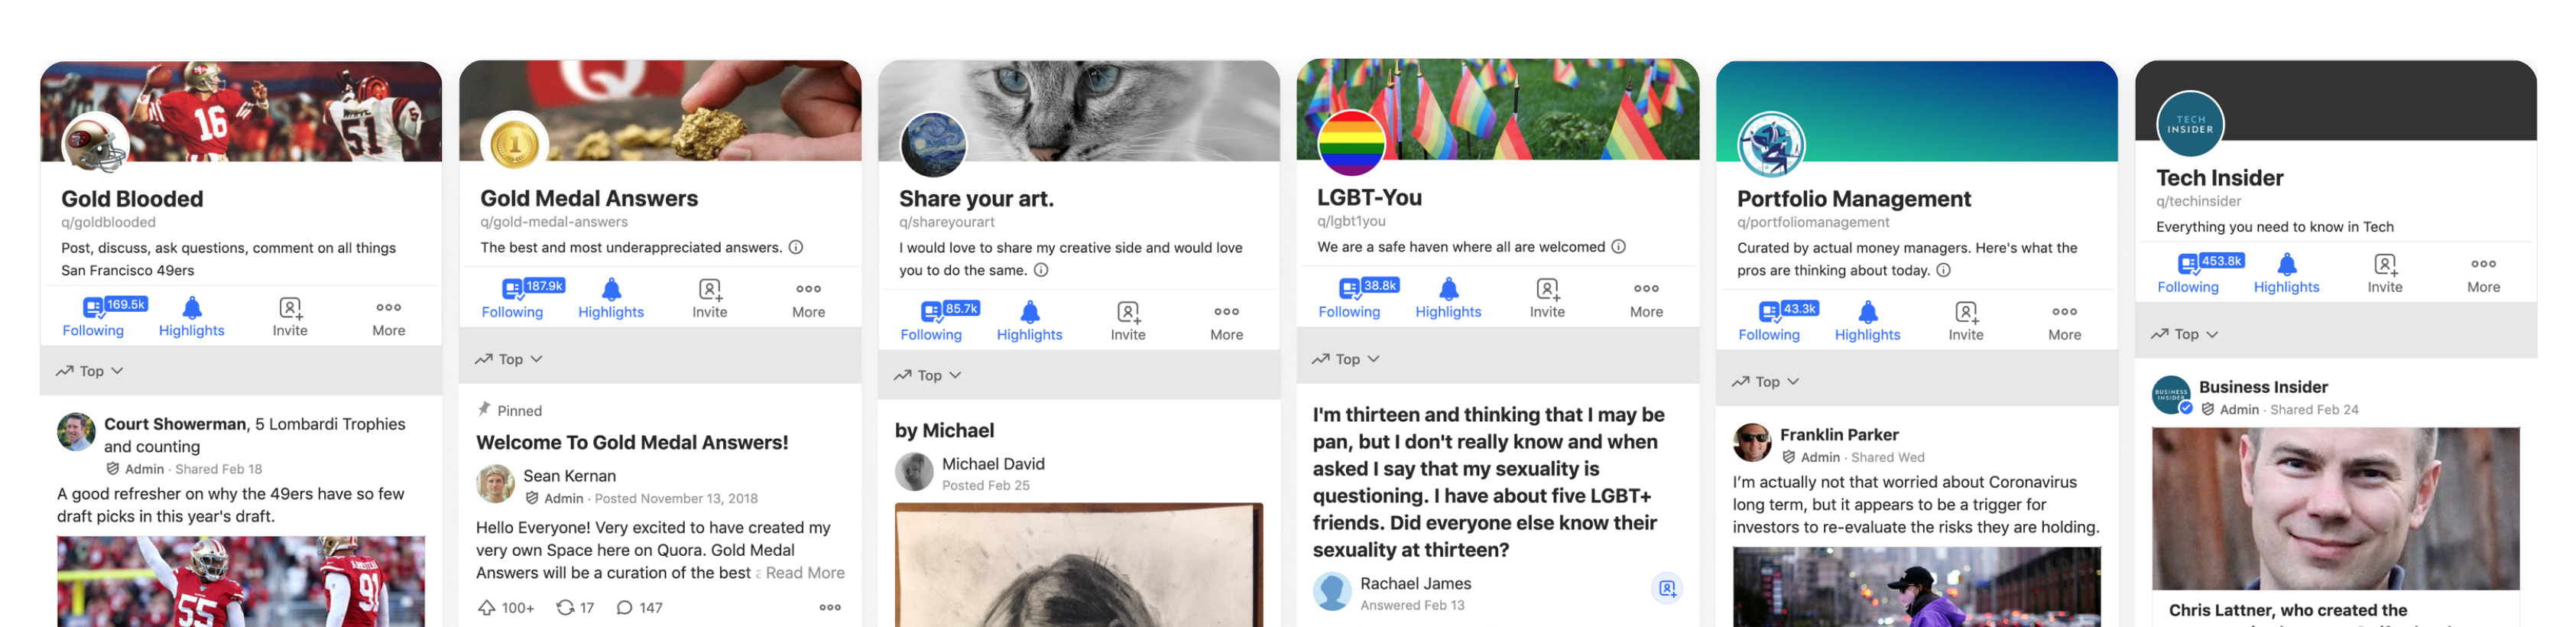 16
51
Gold Blooded
q/goldblooded
Post, discuss, ask questions, comment on all things
San Francisco 49ers
169.5k
Following
Highlights
Invite
More
Top
Court Showerman, 5 Lombardi Trophies
and counting
Admin · Shared Feb 18
A good refresher on why the 49ers have so few
draft picks in this year's draft.
55
91
Q
1
Gold Medal Answers
q/gold-medal-answers
The best and most underappreciated answers.
187.9k
Following
Highlights
Invite
More
Top
Pinned
Welcome To Gold Medal Answers!
Sean Kernan
Admin · Posted November 13, 2018
Hello Everyone! Very excited to have created my
very own Space here on Quora. Gold Medal
Answers will be a curation of the best a Read More
100+ 17 147
Share your art.
q/shareyourart
I would love to share my creative side and would love
you to do the same.
85.7k
Following
Highlights
Invite
More
Top
by Michael
Michael David
Posted Feb 25
LGBT-You
q/lgbt1you
We are a safe haven where all are welcomed
38.8k
Following
Highlights
Invite
More
Top
I'm thirteen and thinking that I may be
pan, but I don't really know and when
asked I say that my sexuality is
questioning. I have about five LGBT+
friends. Did everyone else know their
sexuality at thirteen?
Rachael James
Answered Feb 13
Portfolio Management
q/portfoliomanagement
Curated by actual money managers. Here's what the
pros are thinking about today.
43.3k
Following
Highlights
Invite
More
Top
Franklin Parker
Admin · Shared Wed
I'm actually not that worried about Coronavirus
long term, but it appears to be a trigger for
investors to re-evaluate the risks they are holding.
TECH
INSIDER
Tech Insider
q/techinsider
Everything you need to know in Tech
453.8k
Following
Highlights
Invite
More
Top
BUSINESS
INSIDER
Business Insider
Admin · Shared Feb 24
Chris Lattner, who created the